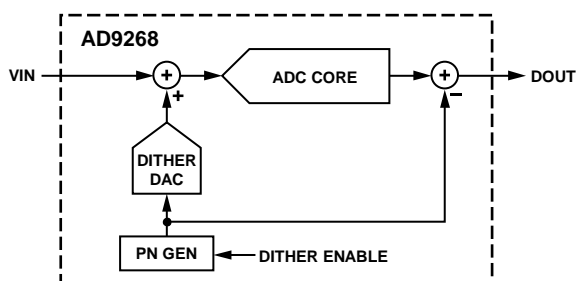 AD9268
VIN
+
+
ADC CORE
+
–
DOUT
DITHER
DAC
PN GEN
DITHER ENABLE